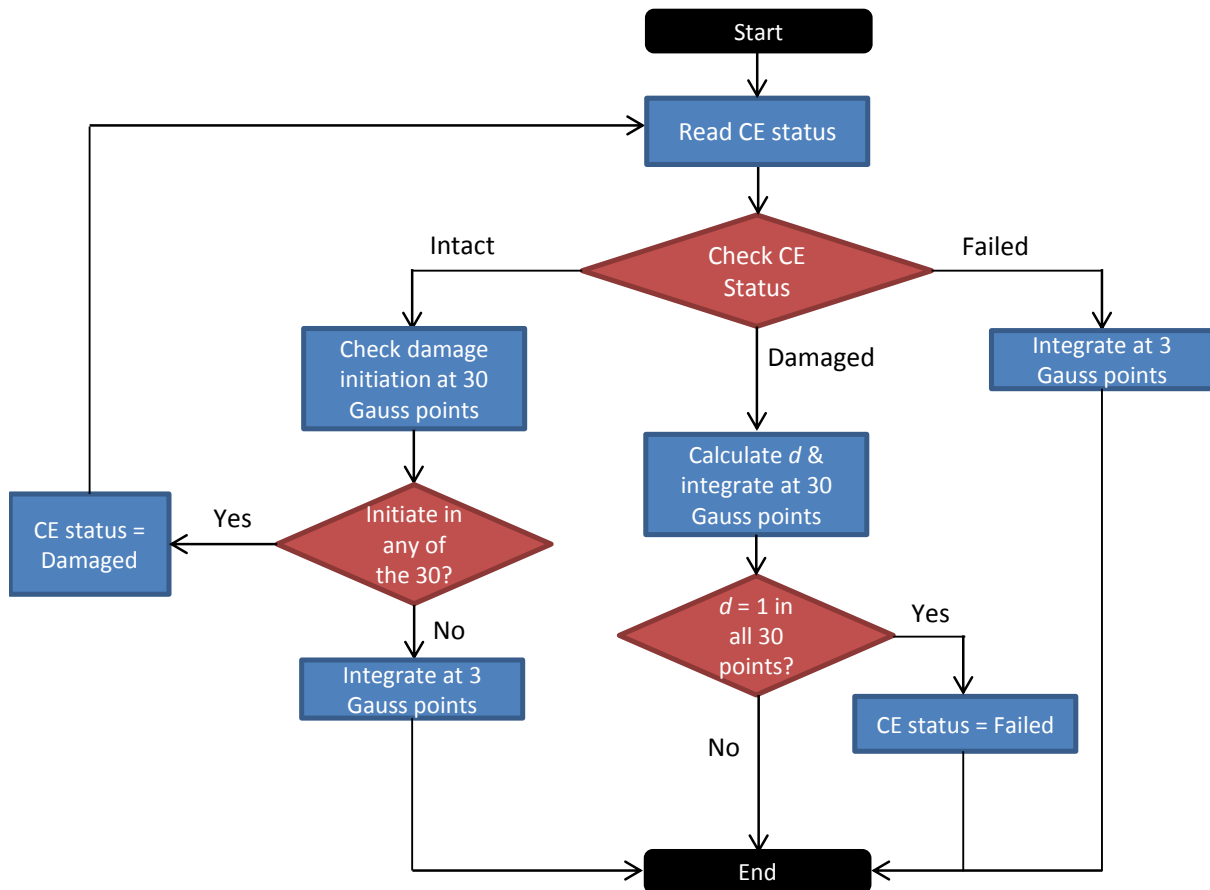 Start
Read CE status
Intact
Failed
Check CE
Status
Check damage
initiation at 30
Gauss points
Damaged
Integrate at 3
Gauss points
Calculate d &
integrate at 30
Gauss points
CE status =
Damaged
Yes
Initiate in
any of
the 30?
d = 1 in
all 30
points?
Yes
No
Integrate at 3
Gauss points
CE status = Failed
No
End